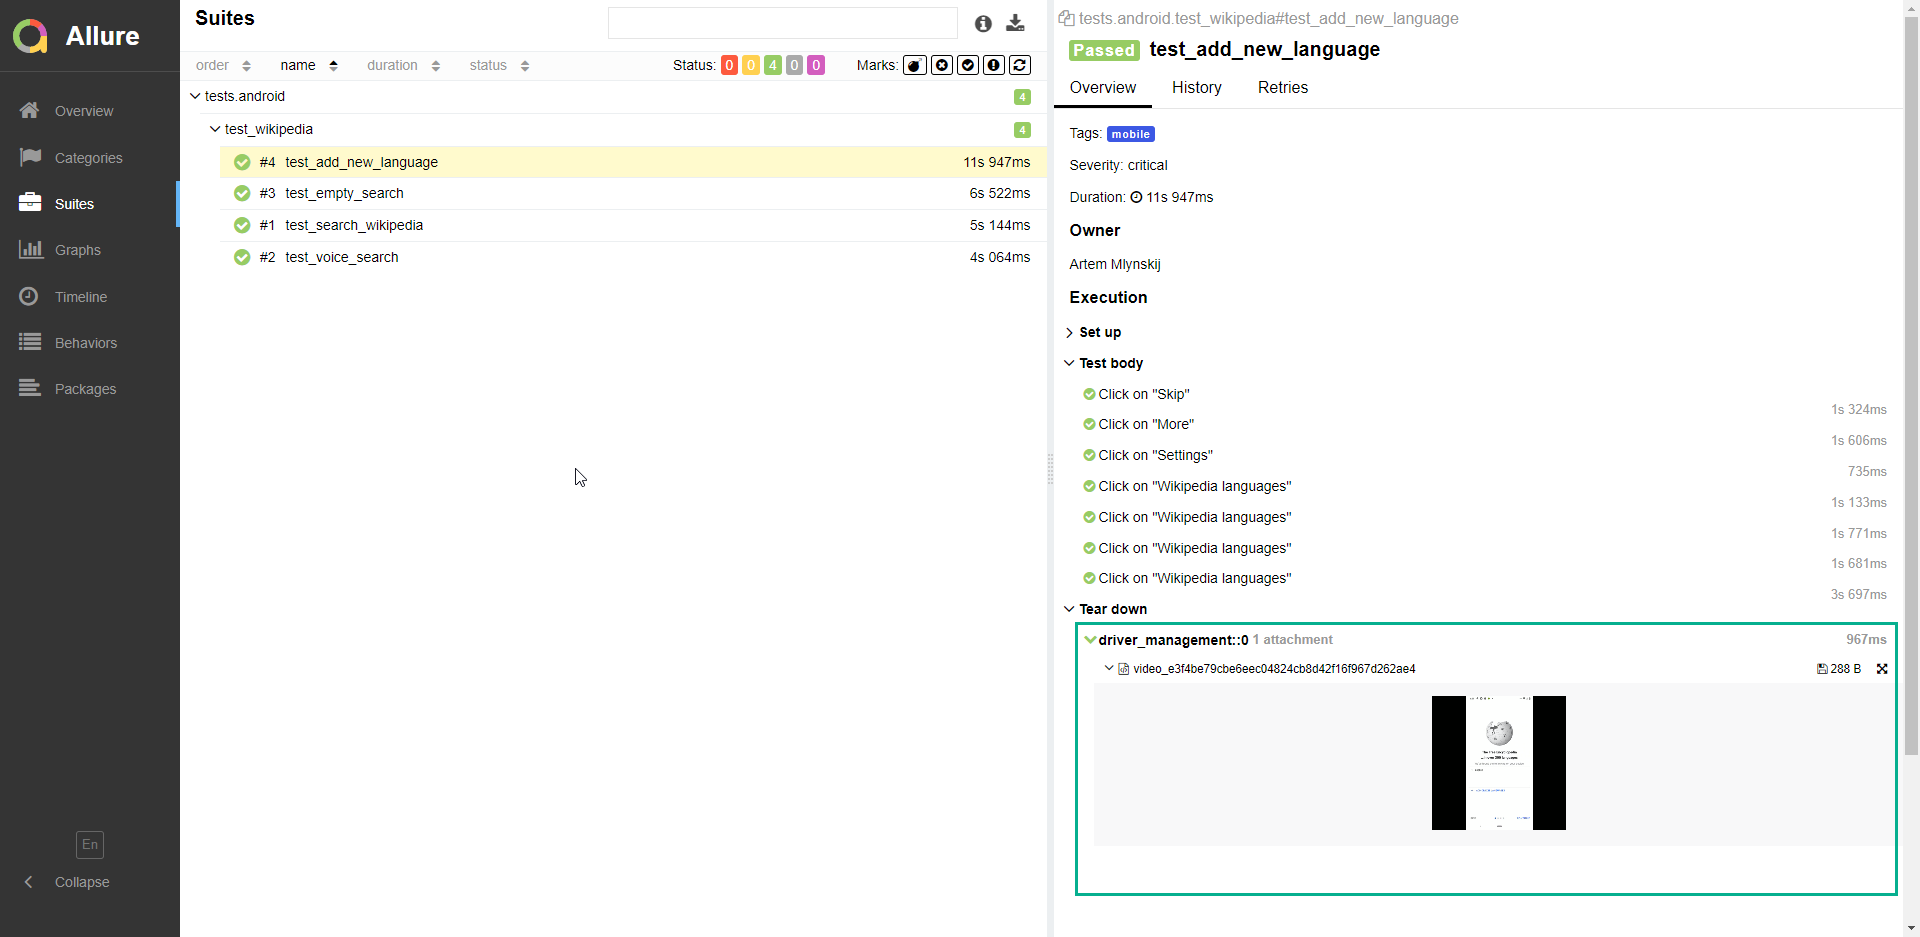 Allure
Overview
Categories
Suites
Graphs
Timeline
Behaviors
Packages
En
Collapse
Suites
order name duration status Status: 0 0 4 0 0 Marks:
tests.android 4
test_wikipedia 4
#4 test_add_new_language 11s 947ms
#3 test_empty_search 6s 522ms
#1 test_search_wikipedia 5s 144ms
#2 test_voice_search 4s 064ms
tests.android.test_wikipedia#test_add_new_language
Passed test_add_new_language
Overview History Retries
Tags: mobile
Severity: critical
Duration: 11s 947ms
Owner
Artem Mlynskij
Execution
Set up
Test body
Click on "Skip"
1s 324ms
Click on "More"
1s 606ms
Click on "Settings"
735ms
Click on "Wikipedia languages"
1s 133ms
Click on "Wikipedia languages"
1s 771ms
Click on "Wikipedia languages"
1s 681ms
Click on "Wikipedia languages"
3s 697ms
Tear down
driver_management::0 1 attachment 967ms
video_e3f4be79cbe6eec04824cb8d42f16f967d262ae4 288 B